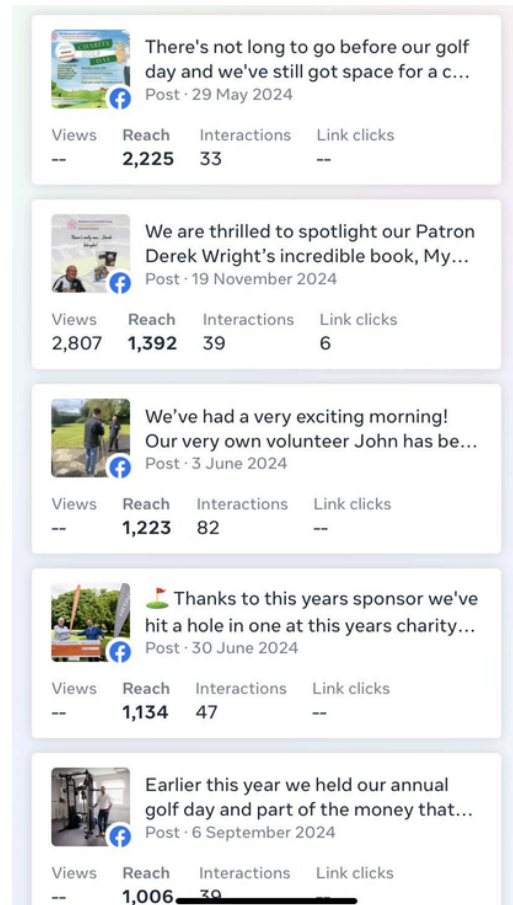 CHARITY
GOLF
DAY
There's not long to go before our golf
day and we've still got space for a c...
Post · 29 May 2024
Views Reach Interactions Link clicks
-- 2,225 33 --
We are thrilled to spotlight our Patron
Derek Wright’s incredible book, My...
Post · 19 November 2024
Views Reach Interactions Link clicks
2,807 1,392 39 6
We’ve had a very exciting morning!
Our very own volunteer John has be...
Post · 3 June 2024
Views Reach Interactions Link clicks
-- 1,223 82 --
Thanks to this years sponsor we've
hit a hole in one at this years charity...
Post · 30 June 2024
Views Reach Interactions Link clicks
-- 1,134 47 --
Earlier this year we held our annual
golf day and part of the money that...
Post · 6 September 2024
Views Reach Interactions Link clicks
-- 1,006 39 --